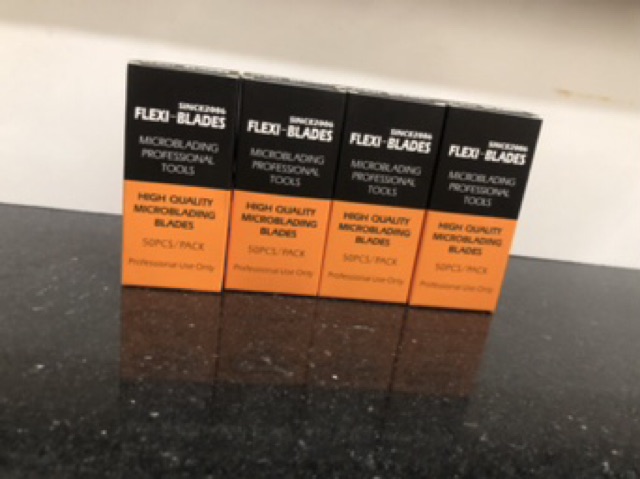 SINCE2006
FLEXI-BLADES
MICROBLADING
PROFESSIONAL
TOOLS
HIGH QUALITY
MICROBLADING
BLADES
50PCS/PACK
Professional Use Only
SINCE2006
FLEXI-BLADES
MICROBLADING
PROFESSIONAL
TOOLS
HIGH QUALITY
MICROBLADING
BLADES
50PCS/PACK
Professional Use Only
SINCE2006
FLEXI-BLADES
MICROBLADING
PROFESSIONAL
TOOLS
HIGH QUALITY
MICROBLADING
BLADES
50PCS/PACK
Professional Use Only
SINCE2006
FLEXI-BLADES
MICROBLADING
PROFESSIONAL
TOOLS
HIGH QUALITY
MICROBLADING
BLADES
50PCS/PACK
Professional Use Only